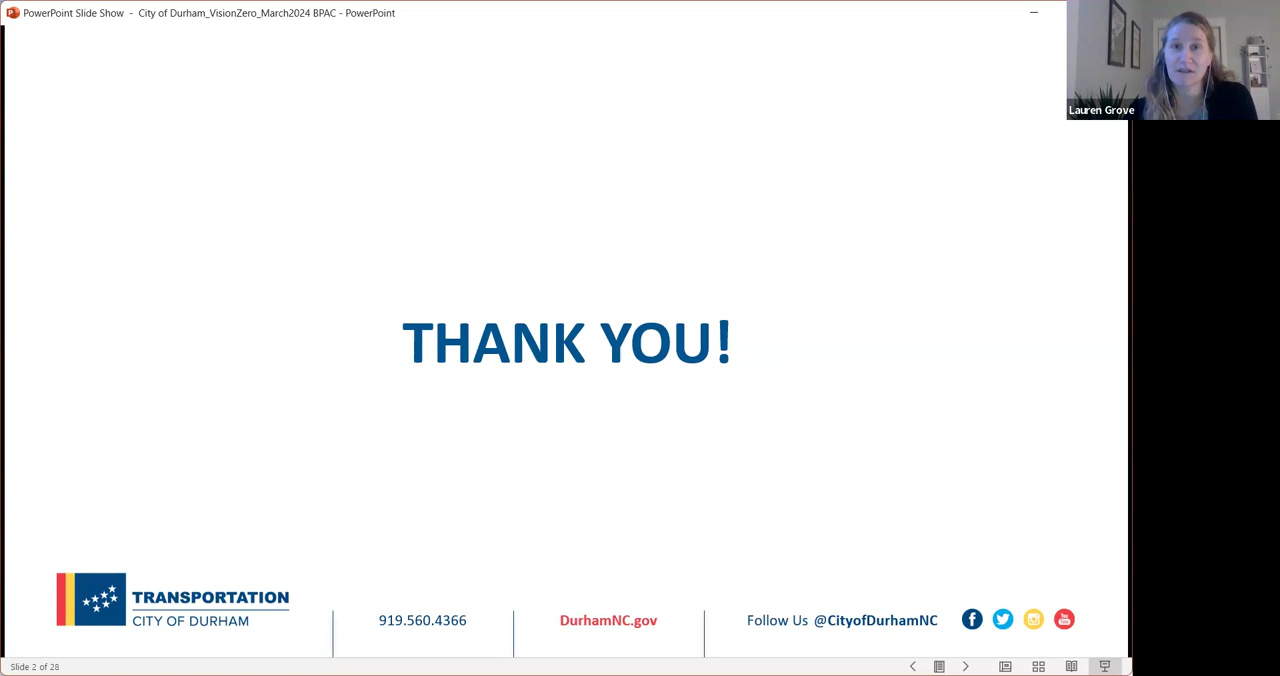 PowerPoint Slide Show - City of Durham_VisionZero_March2024 BPAC - PowerPoint
Lauren Grove
THANK YOU!
TRANSPORTATION
CITY OF DURHAM
919.560.4366
DurhamNC.gov
Follow Us @CityofDurhamNC
Slide 2 of 28